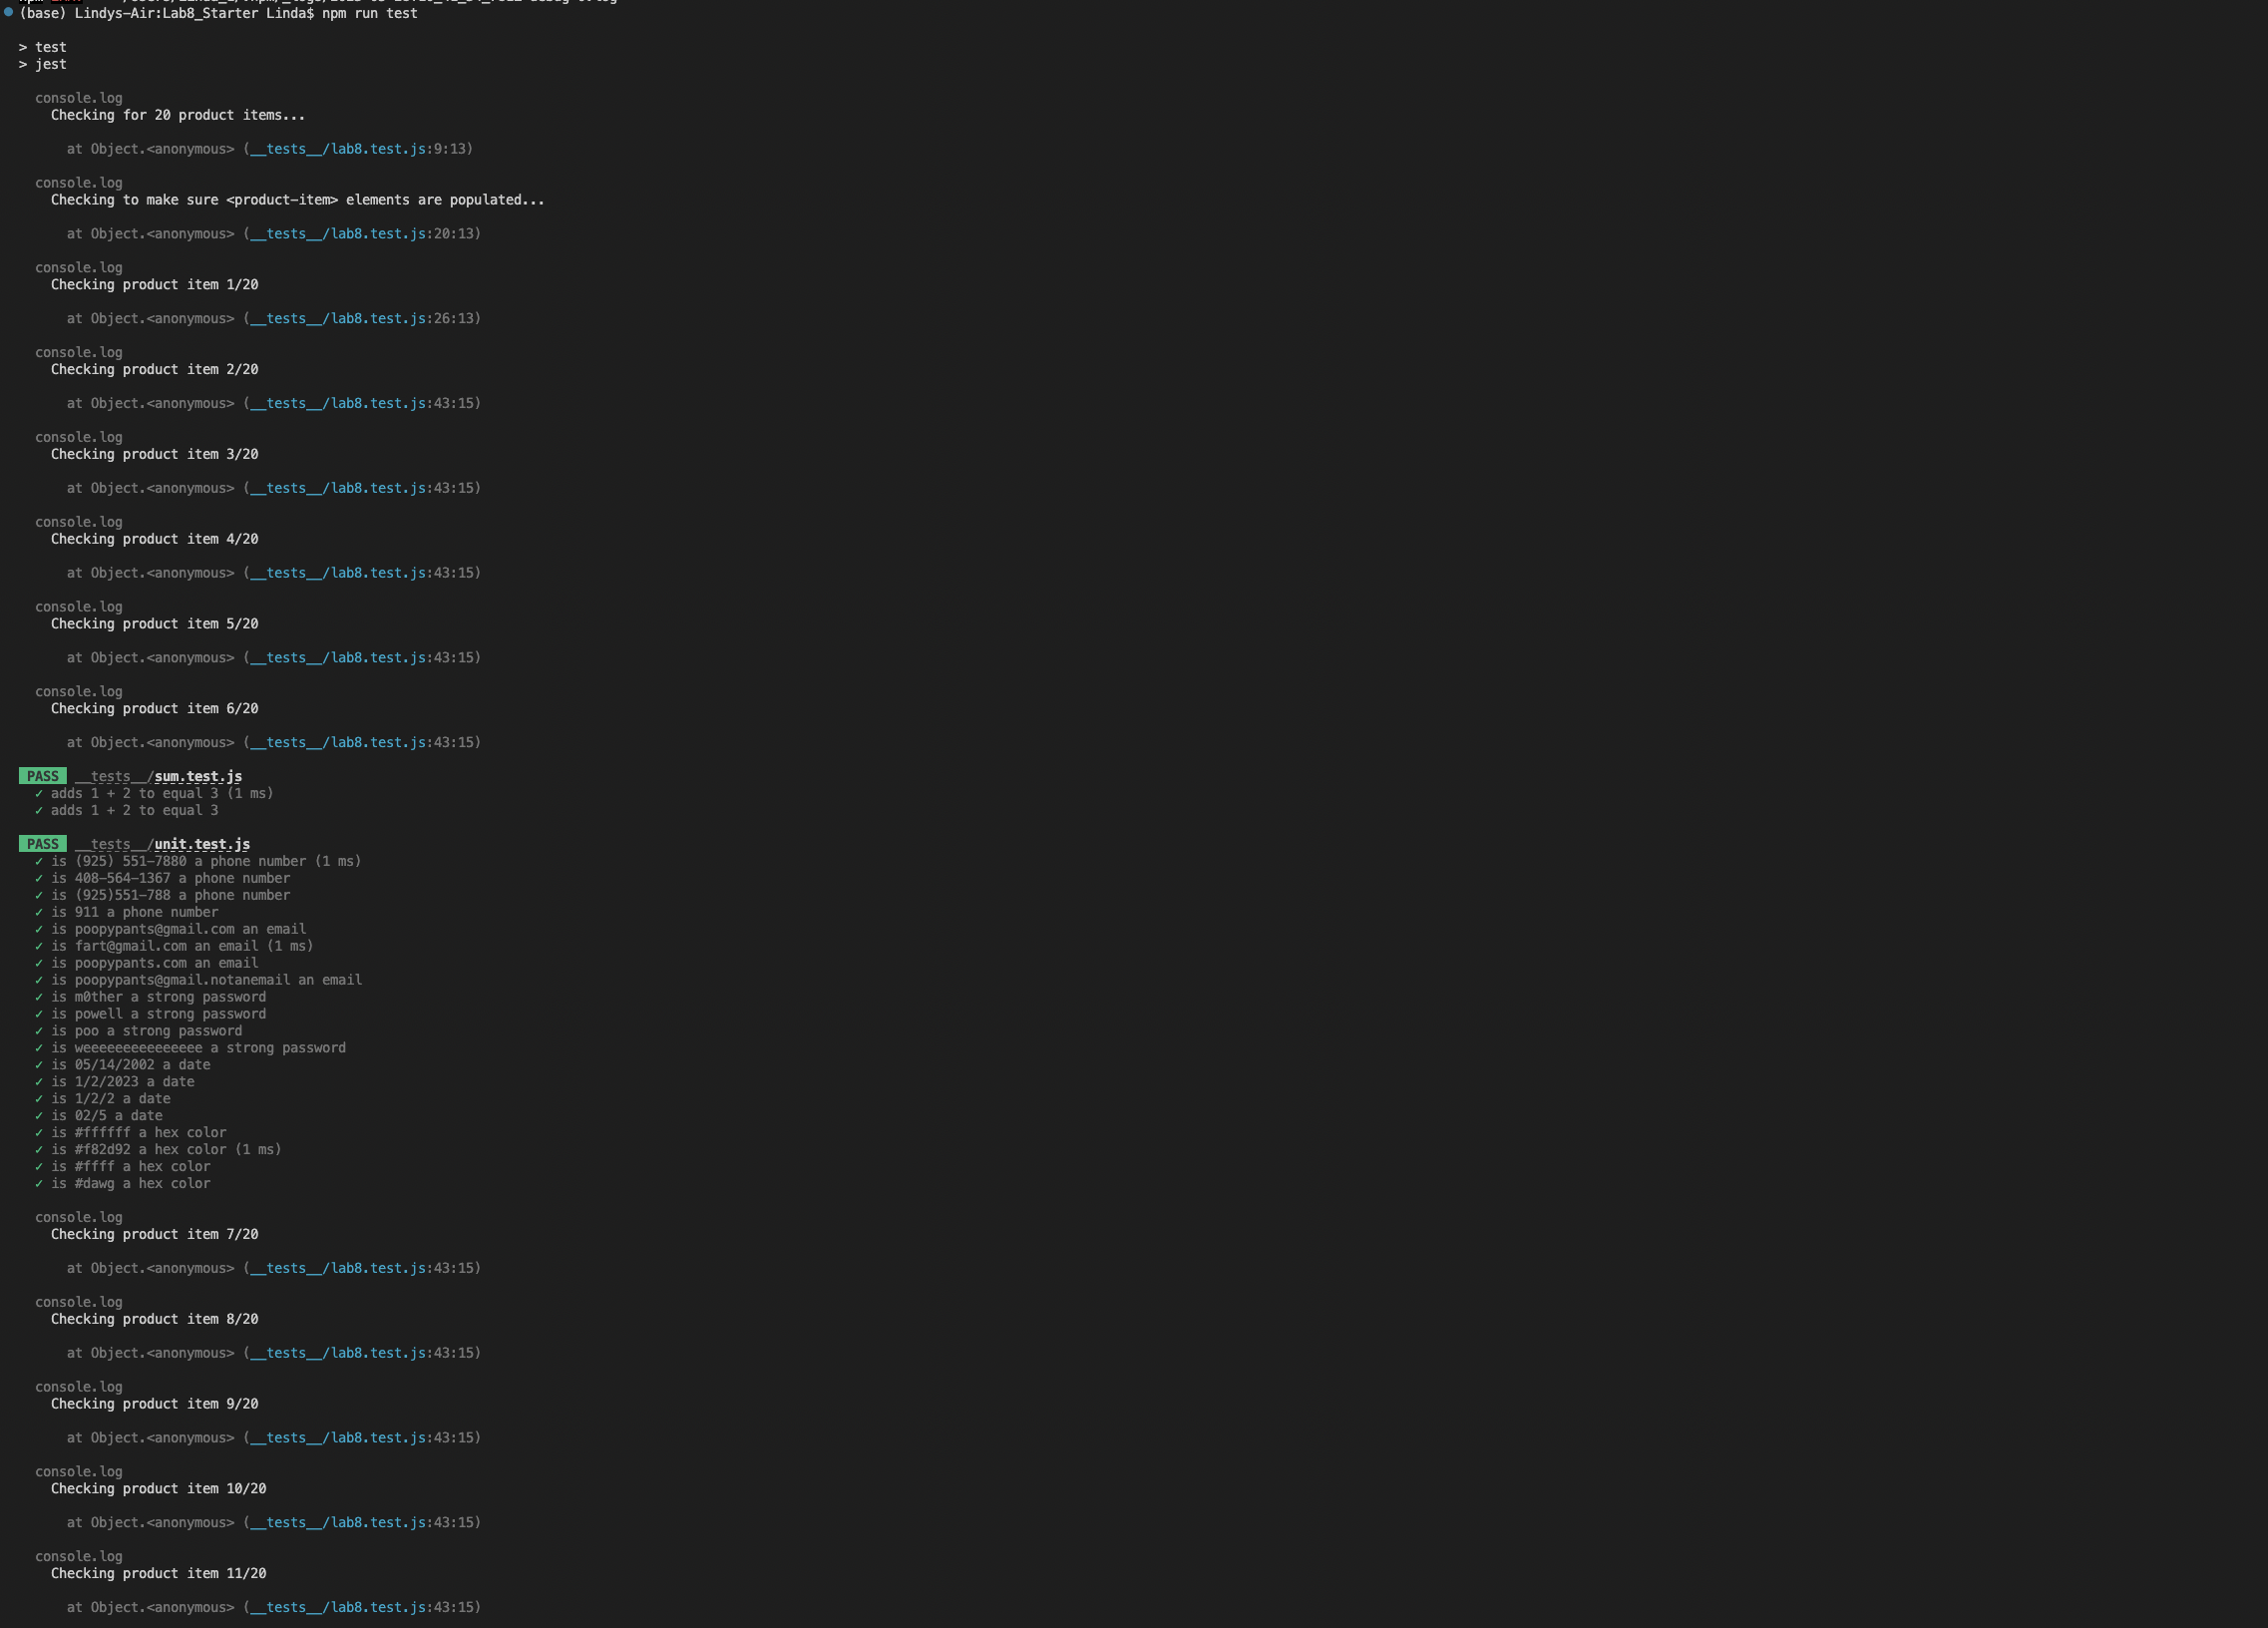 (base) Lindys-Air:Lab8_Starter Linda$ npm run test
> test
> jest
console.log
Checking for 20 product items...
at Object.<anonymous> (__tests__/lab8.test.js:9:13)
console.log
Checking to make sure <product-item> elements are populated...
at Object.<anonymous> (__tests__/lab8.test.js:20:13)
console.log
Checking product item 1/20
at Object.<anonymous> (__tests__/lab8.test.js:26:13)
console.log
Checking product item 2/20
at Object.<anonymous> (__tests__/lab8.test.js:43:15)
console.log
Checking product item 3/20
at Object.<anonymous> (__tests__/lab8.test.js:43:15)
console.log
Checking product item 4/20
at Object.<anonymous> (__tests__/lab8.test.js:43:15)
console.log
Checking product item 5/20
at Object.<anonymous> (__tests__/lab8.test.js:43:15)
console.log
Checking product item 6/20
at Object.<anonymous> (__tests__/lab8.test.js:43:15)
PASS __tests__/sum.test.js
✓ adds 1 + 2 to equal 3 (1 ms)
✓ adds 1 + 2 to equal 3
PASS __tests__/unit.test.js
✓ is (925) 551-7880 a phone number (1 ms)
✓ is 408-564-1367 a phone number
✓ is (925)551-788 a phone number
✓ is 911 a phone number
✓ is poopypants@gmail.com an email
✓ is fart@gmail.com an email (1 ms)
✓ is poopypants.com an email
✓ is poopypants@gmail.notanemail an email
✓ is m0ther a strong password
✓ is powell a strong password
✓ is poo a strong password
✓ is weeeeeeeeeeeeeee a strong password
✓ is 05/14/2002 a date
✓ is 1/2/2023 a date
✓ is 1/2/2 a date
✓ is 02/5 a date
✓ is #ffffff a hex color
✓ is #f82d92 a hex color (1 ms)
✓ is #ffff a hex color
✓ is #dawg a hex color
console.log
Checking product item 7/20
at Object.<anonymous> (__tests__/lab8.test.js:43:15)
console.log
Checking product item 8/20
at Object.<anonymous> (__tests__/lab8.test.js:43:15)
console.log
Checking product item 9/20
at Object.<anonymous> (__tests__/lab8.test.js:43:15)
console.log
Checking product item 10/20
at Object.<anonymous> (__tests__/lab8.test.js:43:15)
console.log
Checking product item 11/20
at Object.<anonymous> (__tests__/lab8.test.js:43:15)